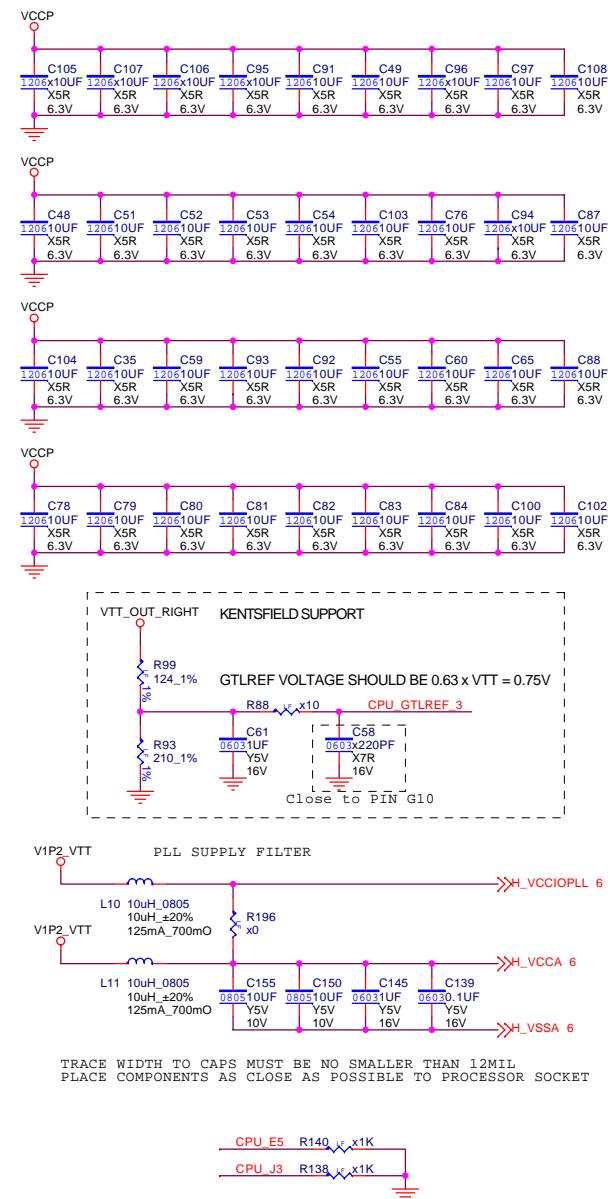 VCCP
C105 C107 C106 C95 C91 C49 C96 C97 C108
1206 x10UF 1206 x10UF 1206 x10UF 1206 x10UF 1206 10UF 1206 10UF 1206 x10UF 1206 10UF 1206 10UF
X5R X5R X5R X5R X5R X5R X5R X5R X5R
6.3V 6.3V 6.3V 6.3V 6.3V 6.3V 6.3V 6.3V 6.3V
VCCP
C48 C51 C52 C53 C54 C103 C76 C94 C87
1206 10UF 1206 10UF 1206 10UF 1206 10UF 1206 10UF 1206 10UF 1206 10UF 1206 x10UF 1206 10UF
X5R X5R X5R X5R X5R X5R X5R X5R X5R
6.3V 6.3V 6.3V 6.3V 6.3V 6.3V 6.3V 6.3V 6.3V
VCCP
C104 C35 C59 C93 C92 C55 C60 C65 C88
1206 10UF 1206 10UF 1206 10UF 1206 10UF 1206 10UF 1206 10UF 1206 10UF 1206 10UF 1206 10UF
X5R X5R X5R X5R X5R X5R X5R X5R X5R
6.3V 6.3V 6.3V 6.3V 6.3V 6.3V 6.3V 6.3V 6.3V
VCCP
C78 C79 C80 C81 C82 C83 C84 C100 C102
1206 10UF 1206 10UF 1206 10UF 1206 10UF 1206 10UF 1206 10UF 1206 10UF 1206 10UF 1206 10UF
X5R X5R X5R X5R X5R X5R X5R X5R X5R
6.3V 6.3V 6.3V 6.3V 6.3V 6.3V 6.3V 6.3V 6.3V
VTT_OUT_RIGHT KENTSFIELD SUPPORT
R99
LF 124_1%
1%
GTLREF VOLTAGE SHOULD BE 0.63 x VTT = 0.75V
R88 LF x10 CPU_GTLREF_3
R93
LF 210_1%
1%
C61
0603 1UF
Y5V
16V
C58
0603 x220PF
X7R
16V
Close to PIN G10
V1P2_VTT PLL SUPPLY FILTER
H_VCCIOPLL 6
L10 10uH_0805
10uH_±20%
125mA_700mO
R196
LF x0
V1P2_VTT
H_VCCA 6
L11 10uH_0805
10uH_±20%
125mA_700mO
C155 C150 C145 C139
0805 10UF 0805 10UF 0603 1UF 0603 0.1UF
Y5V Y5V Y5V Y5V
10V 10V 16V 16V
H_VSSA 6
TRACE WIDTH TO CAPS MUST BE NO SMALLER THAN 12MIL
PLACE COMPONENTS AS CLOSE AS POSSIBLE TO PROCESSOR SOCKET
CPU_E5 R140 LF x1K
CPU_J3 R138 LF x1K